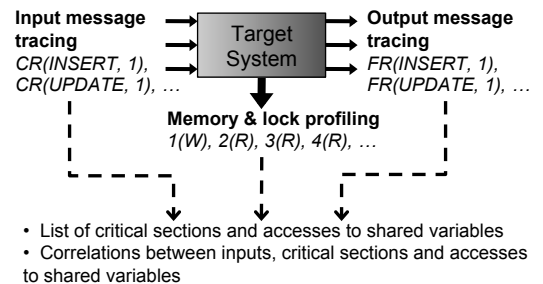 Input message
tracing
CR(INSERT, 1),
CR(UPDATE, 1), …
Target
System
Output message
tracing
FR(INSERT, 1),
FR(UPDATE, 1), …
Memory & lock profiling
1(W), 2(R), 3(R), 4(R), …
• List of critical sections and accesses to shared variables
• Correlations between inputs, critical sections and accesses
to shared variables